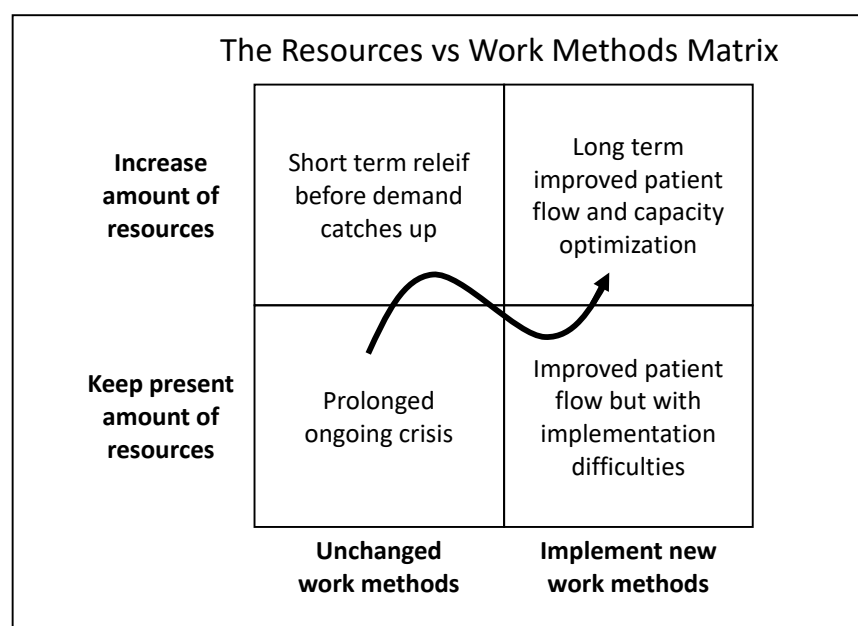 The Resources vs Work Methods Matrix
Increase
amount of
resources
Short term releif
before demand
catches up
Long term
improved patient
flow and capacity
optimization
Keep present
amount of
resources
Prolonged
ongoing crisis
Improved patient
flow but with
implementation
difficulties
Unchanged
work methods
Implement new
work methods